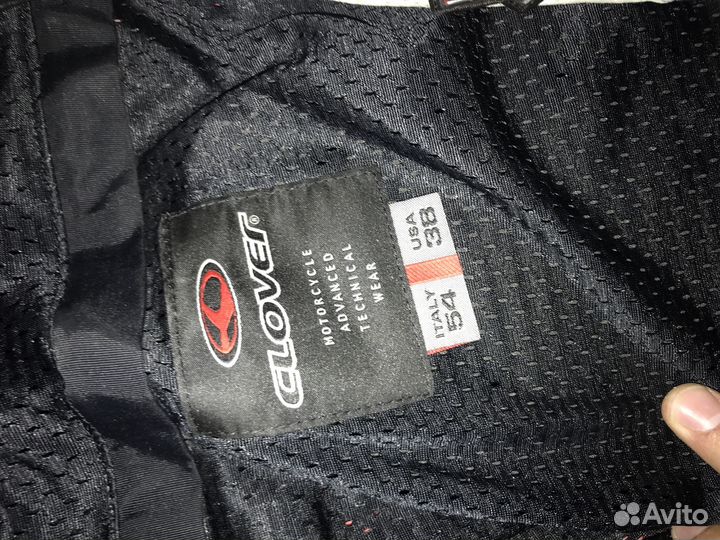 CLOVER®
MOTORCYCLE
ADVANCED
TECHNICAL
WEAR
ITALY
54
USA
38
Avito